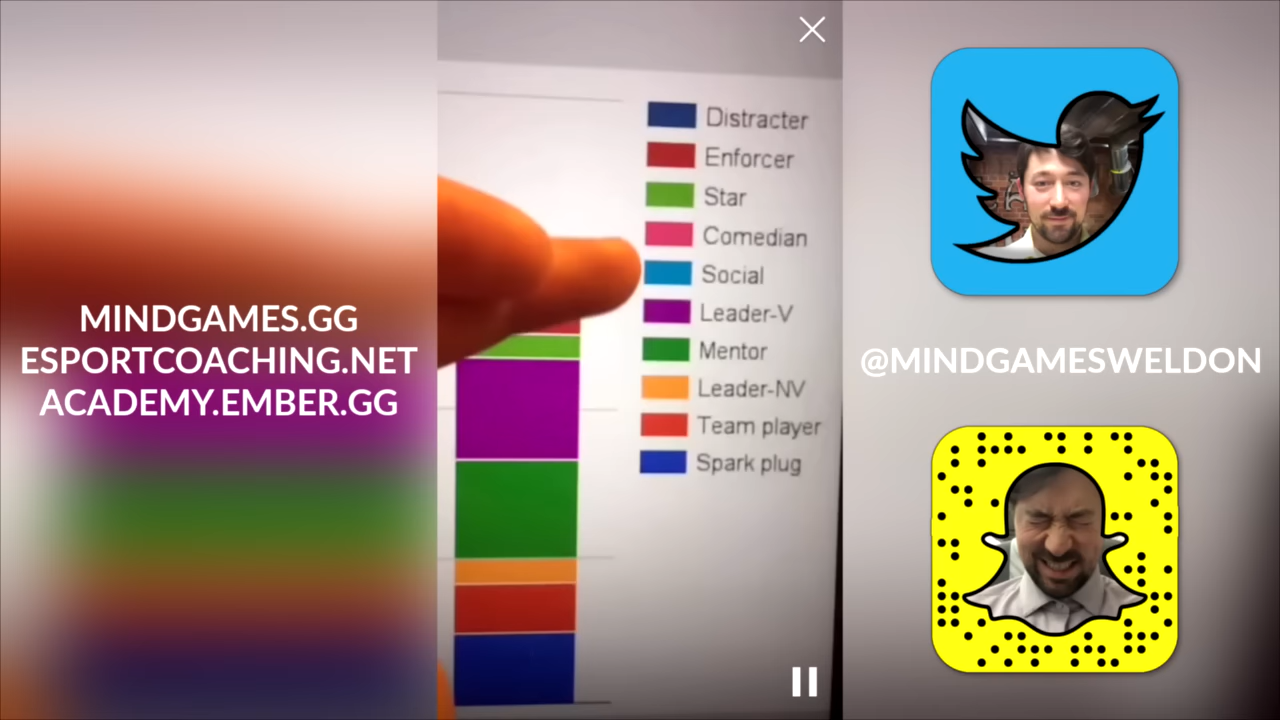 MINDGAMES.GG
ESPORTCOACHING.NET
ACADEMY.EMBER.GG
Distracter
Enforcer
Star
Comedian
Social
Leader-V
Mentor
Leader-NV
Team player
Spark plug
@MINDGAMESWELDON